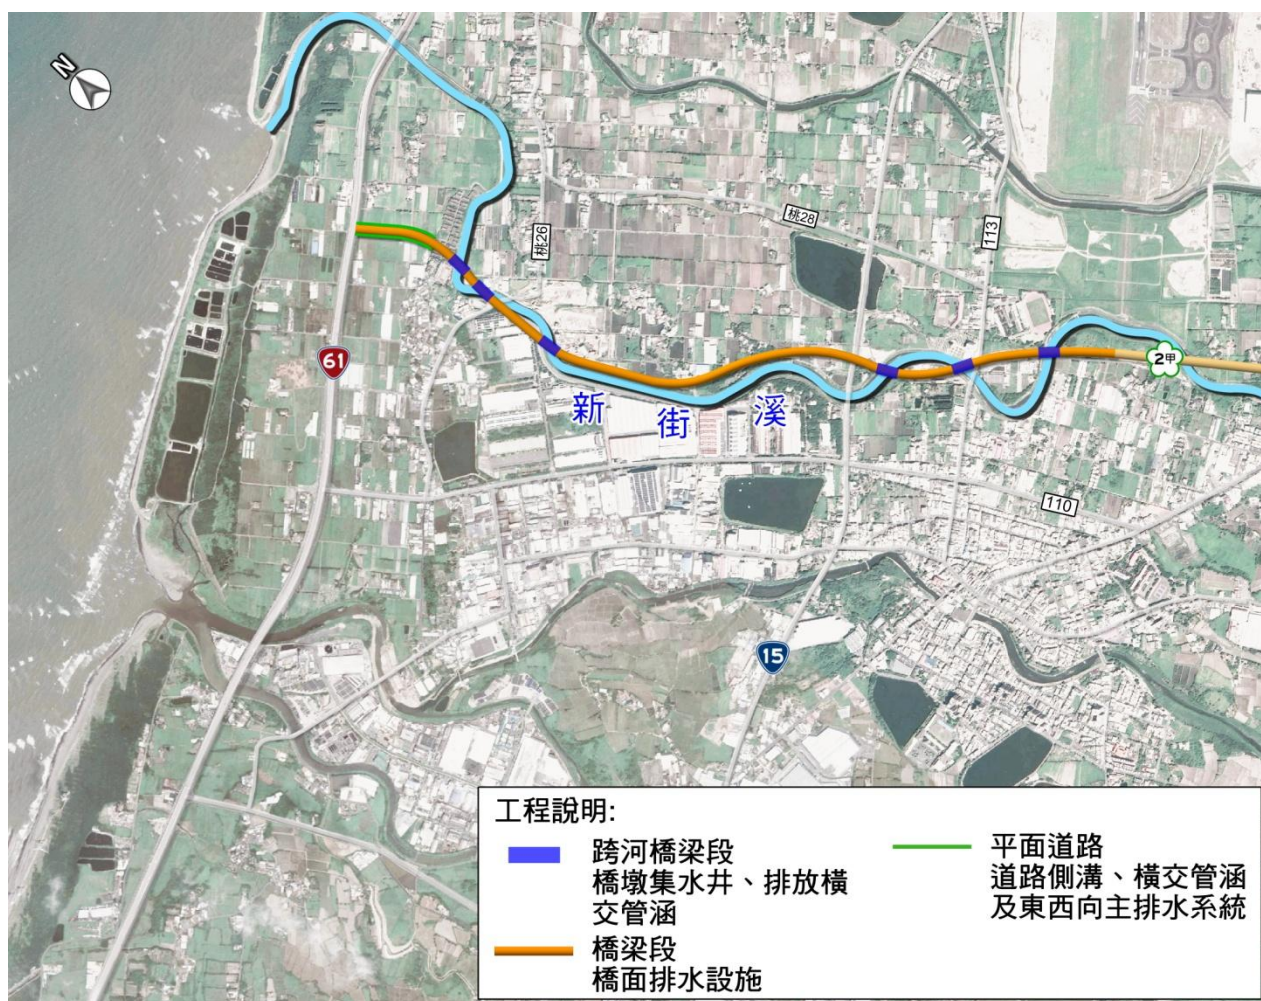 N
桃26
桃28
113
61
2甲
新街溪
110
15
工程說明:
跨河橋梁段
橋墩集水井、排放橫
交管涵
橋梁段
橋面排水設施
平面道路
道路側溝、橫交管涵
及東西向主排水系統